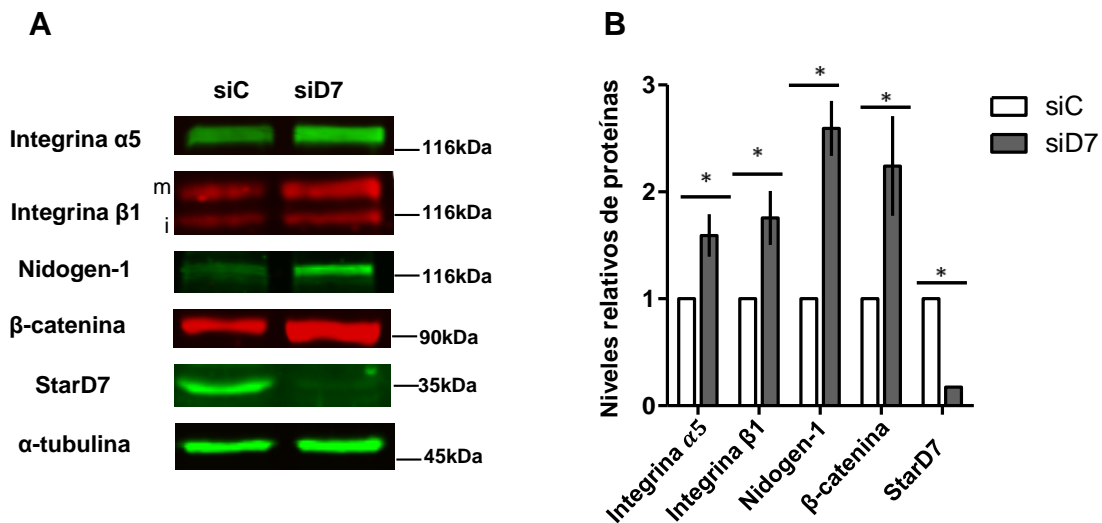 A
siC siD7
Integrina α5
116kDa
m
Integrina β1
116kDa
i
Nidogen-1
116kDa
β-catenina
90kDa
StarD7
35kDa
α-tubulina
45kDa
B
Niveles relativos de proteínas
3
2
1
0
*
*
*
*
*
siC
siD7
Integrina α5
Integrina β1
Nidogen-1
β-catenina
StarD7